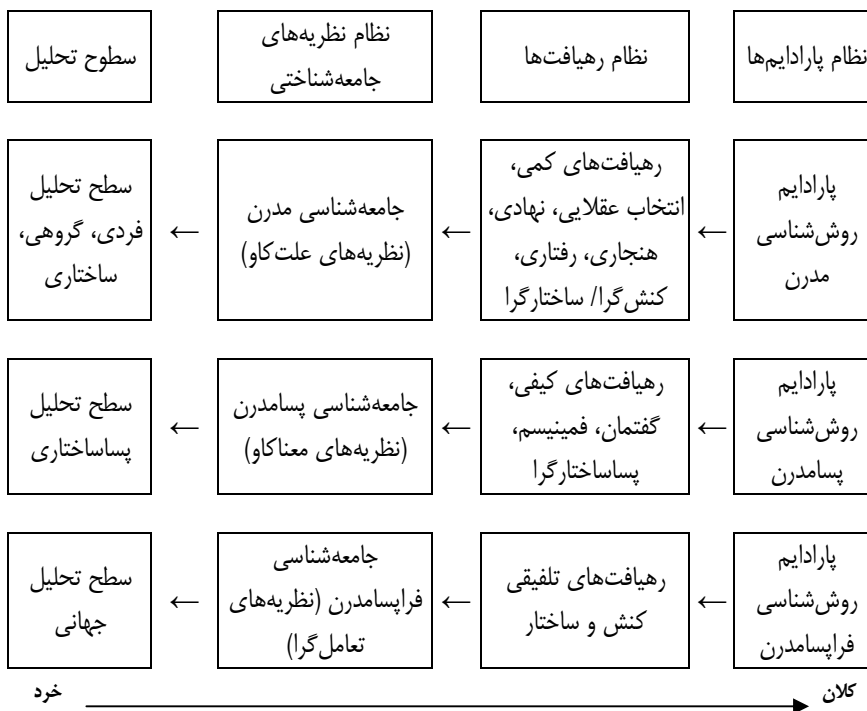 نظام پارادایم‌ها
نظام رهیافت‌ها
نظام نظریه‌های
جامعه‌شناختی
سطوح تحلیل
پارادایم
روش‌شناسی
مدرن
←
رهیافت‌های کمی،
انتخاب عقلایی، نهادی،
هنجاری، رفتاری،
کنش‌گرا/ ساختارگرا
←
جامعه‌شناسی مدرن
(نظریه‌های علت‌کاو)
←
سطح تحلیل
فردی، گروهی،
ساختاری
پارادایم
روش‌شناسی
پسامدرن
←
رهیافت‌های کیفی،
گفتمان، فمینیسم،
پساساختارگرا
←
جامعه‌شناسی پسامدرن
(نظریه‌های معناکاو)
←
سطح تحلیل
پساساختاری
پارادایم
روش‌شناسی
فراپسامدرن
←
رهیافت‌های تلفیقی
کنش و ساختار
←
جامعه‌شناسی
فراپسامدرن (نظریه‌های
تعامل‌گرا)
←
سطح تحلیل
جهانی
کلان
خرد